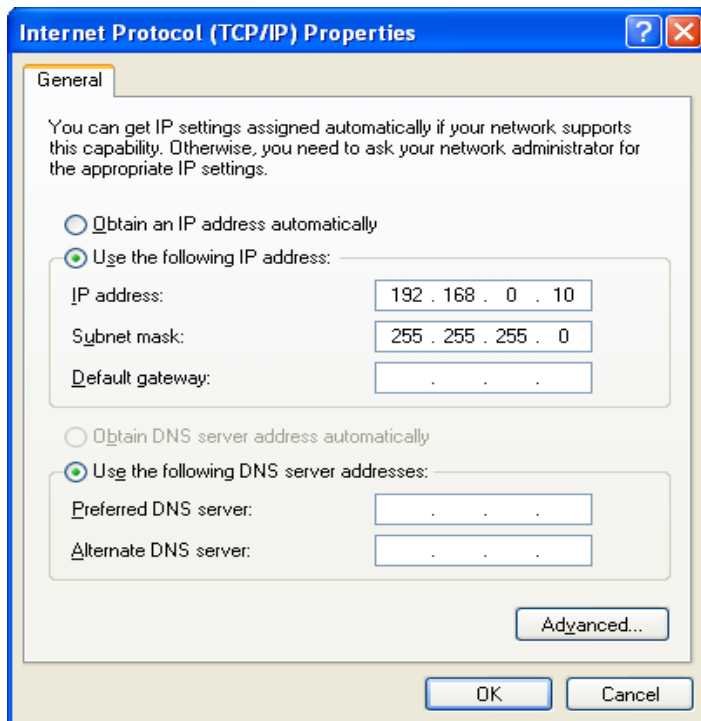 Internet Protocol (TCP/IP) Properties
General
You can get IP settings assigned automatically if your network supports
this capability. Otherwise, you need to ask your network administrator for
the appropriate IP settings.
Obtain an IP address automatically
Use the following IP address:
IP address: 192 . 168 . 0 . 10
Subnet mask: 255 . 255 . 255 . 0
Default gateway: . . .
Obtain DNS server address automatically
Use the following DNS server addresses:
Preferred DNS server: . . .
Alternate DNS server: . . .
Advanced...
OK Cancel